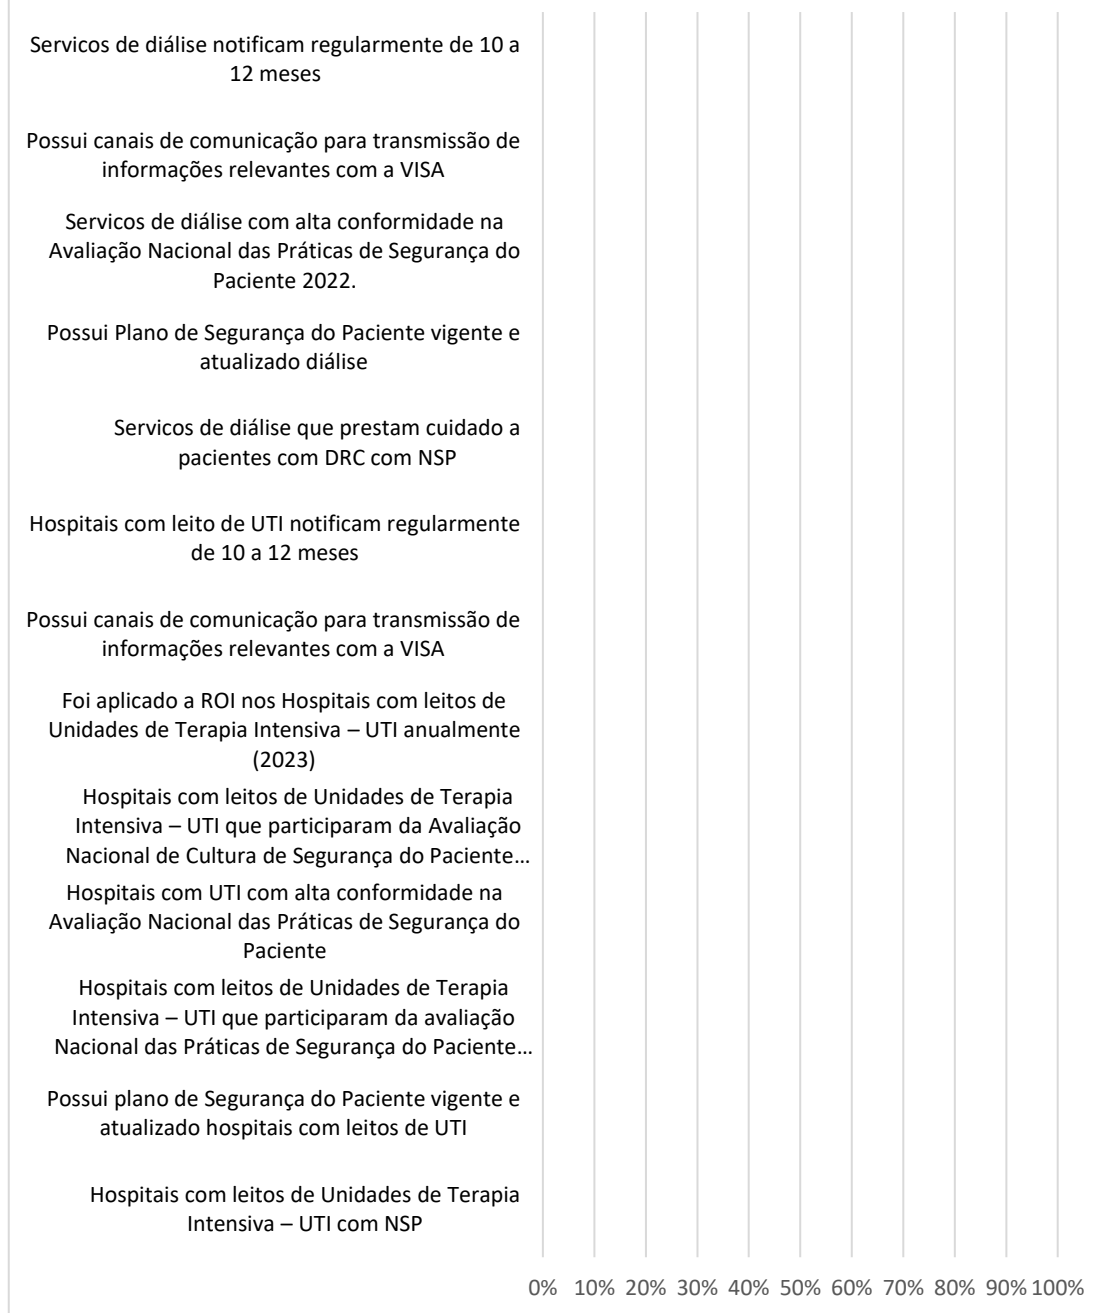 Servicos de diálise notificam regularmente de 10 a
12 meses
Possui canais de comunicação para transmissão de
informações relevantes com a VISA
Servicos de diálise com alta conformidade na
Avaliação Nacional das Práticas de Segurança do
Paciente 2022.
Possui Plano de Segurança do Paciente vigente e
atualizado diálise
Servicos de diálise que prestam cuidado a
pacientes com DRC com NSP
Hospitais com leito de UTI notificam regularmente
de 10 a 12 meses
Possui canais de comunicação para transmissão de
informações relevantes com a VISA
Foi aplicado a ROI nos Hospitais com leitos de
Unidades de Terapia Intensiva – UTI anualmente
(2023)
Hospitais com leitos de Unidades de Terapia
Intensiva – UTI que participaram da Avaliação
Nacional de Cultura de Segurança do Paciente...
Hospitais com UTI com alta conformidade na
Avaliação Nacional das Práticas de Segurança do
Paciente
Hospitais com leitos de Unidades de Terapia
Intensiva – UTI que participaram da avaliação
Nacional das Práticas de Segurança do Paciente...
Possui plano de Segurança do Paciente vigente e
atualizado hospitais com leitos de UTI
Hospitais com leitos de Unidades de Terapia
Intensiva – UTI com NSP
0% 10% 20% 30% 40% 50% 60% 70% 80% 90% 100%